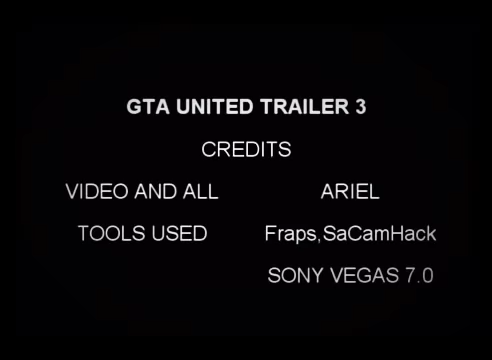 GTA UNITED TRAILER 3
CREDITS
VIDEO AND ALL ARIEL
TOOLS USED Fraps,SaCamHack
SONY VEGAS 7.0